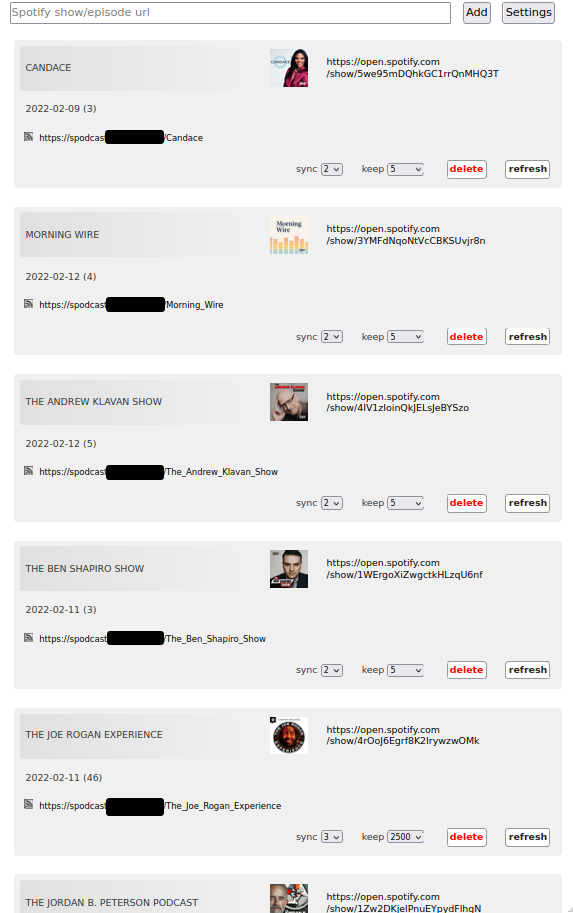 Spotify show/episode url
Add
Settings
CANDACE
CANDACE
https://open.spotify.com
/show/5we95mDQhkGC1rrQnMHQ3T
2022-02-09 (3)
https://spodcast
/Candace
sync 2 keep 5 delete refresh
MORNING WIRE
Morning
Wire
https://open.spotify.com
/show/3YMFdNqoNtVcCBKSUvjr8n
2022-02-12 (4)
https://spodcast
/Morning_Wire
sync 2 keep 5 delete refresh
THE ANDREW KLAVAN SHOW
THE
ANDREW KLAVAN
SHOW
https://open.spotify.com
/show/4lV1zloinQkJELsJeBYSzo
2022-02-12 (5)
https://spodcast
/The_Andrew_Klavan_Show
sync 2 keep 5 delete refresh
THE BEN SHAPIRO SHOW
https://open.spotify.com
/show/1WErgoXiZwgctkHLzqU6nf
2022-02-11 (3)
https://spodcast
/The_Ben_Shapiro_Show
sync 2 keep 5 delete refresh
THE JOE ROGAN EXPERIENCE
https://open.spotify.com
/show/4rOoJ6Egrf8K2IrywzwOMk
2022-02-11 (46)
https://spodcast
/The_Joe_Rogan_Experience
sync 3 keep 2500 delete refresh
THE JORDAN B. PETERSON PODCAST
https://open.spotify.com
/show/1Zw2DKjelPnuEYpydFIhgN